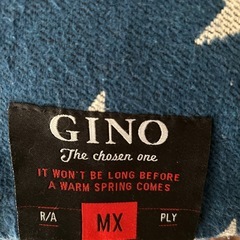 GINO
The chosen one
IT WON'T BE LONG BEFORE
A WARM SPRING COMES
R/A MX PLY